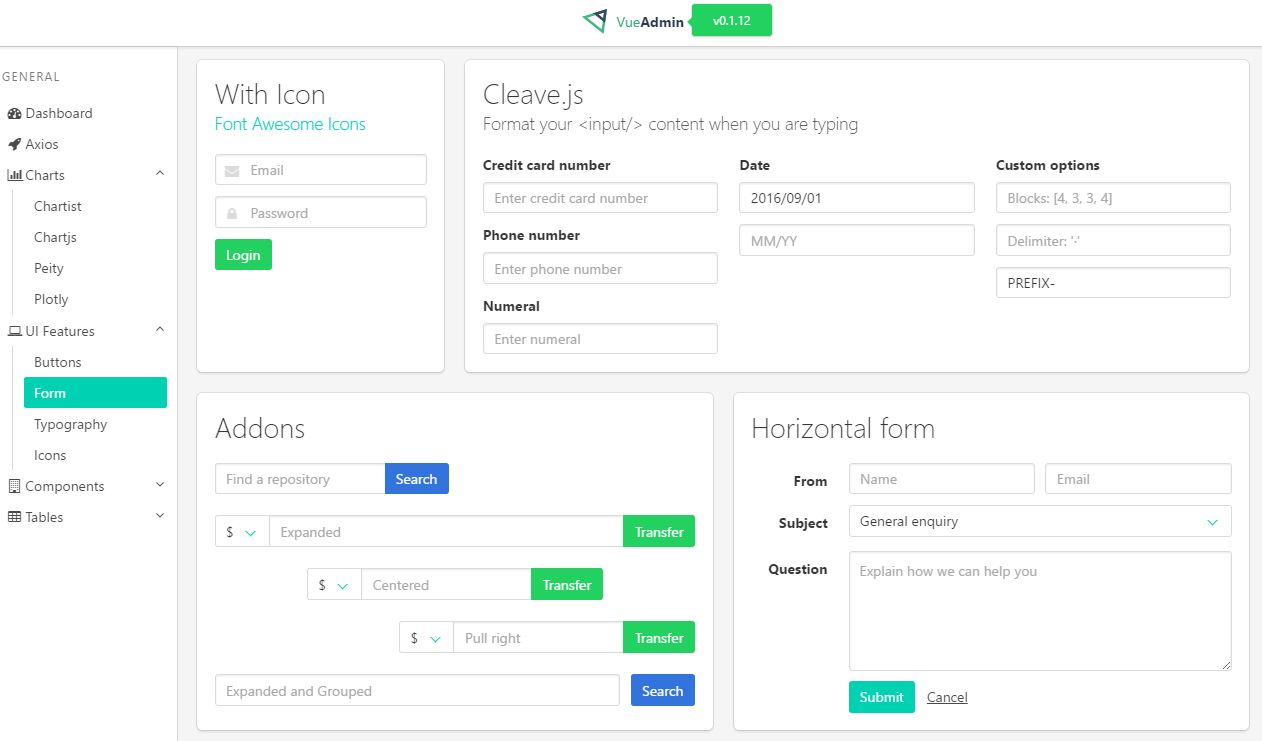 VueAdmin v0.1.12
GENERAL
Dashboard
Axios
Charts
Chartist
Chartjs
Peity
Plotly
UI Features
Buttons
Form
Typography
Icons
Components
Tables
With Icon
Font Awesome Icons
Email
Password
Login
Cleave.js
Format your <input/> content when you are typing
Credit card number
Enter credit card number
Phone number
Enter phone number
Numeral
Enter numeral
Date
2016/09/01
MM/YY
Custom options
Blocks: [4, 3, 3, 4]
Delimiter: '·'
PREFIX-
Addons
Find a repository Search
$ Expanded Transfer
$ Centered Transfer
$ Pull right Transfer
Expanded and Grouped Search
Horizontal form
From Name Email
Subject General enquiry
Question Explain how we can help you
Submit Cancel